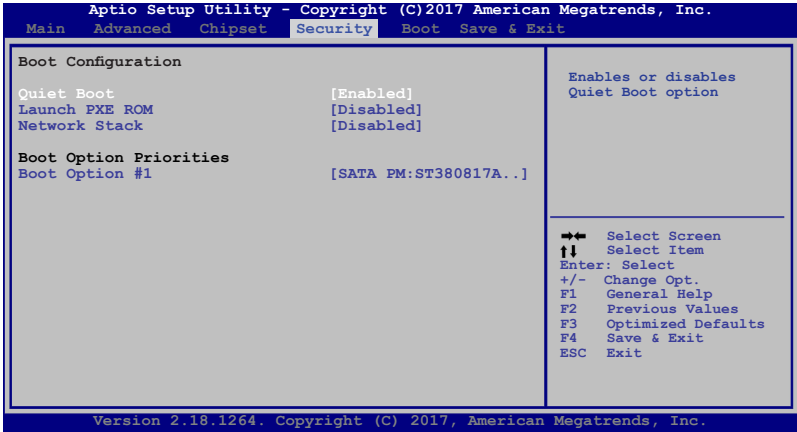 Aptio Setup Utility - Copyright (C)2017 American Megatrends, Inc.
Main Advanced Chipset Security Boot Save & Exit
Boot Configuration
Quiet Boot [Enabled]
Launch PXE ROM [Disabled]
Network Stack [Disabled]
Boot Option Priorities
Boot Option #1 [SATA PM:ST380817A..]
Enables or disables
Quiet Boot option
→← Select Screen
↑↓ Select Item
Enter: Select
+/- Change Opt.
F1 General Help
F2 Previous Values
F3 Optimized Defaults
F4 Save & Exit
ESC Exit
Version 2.18.1264. Copyright (C) 2017, American Megatrends, Inc.